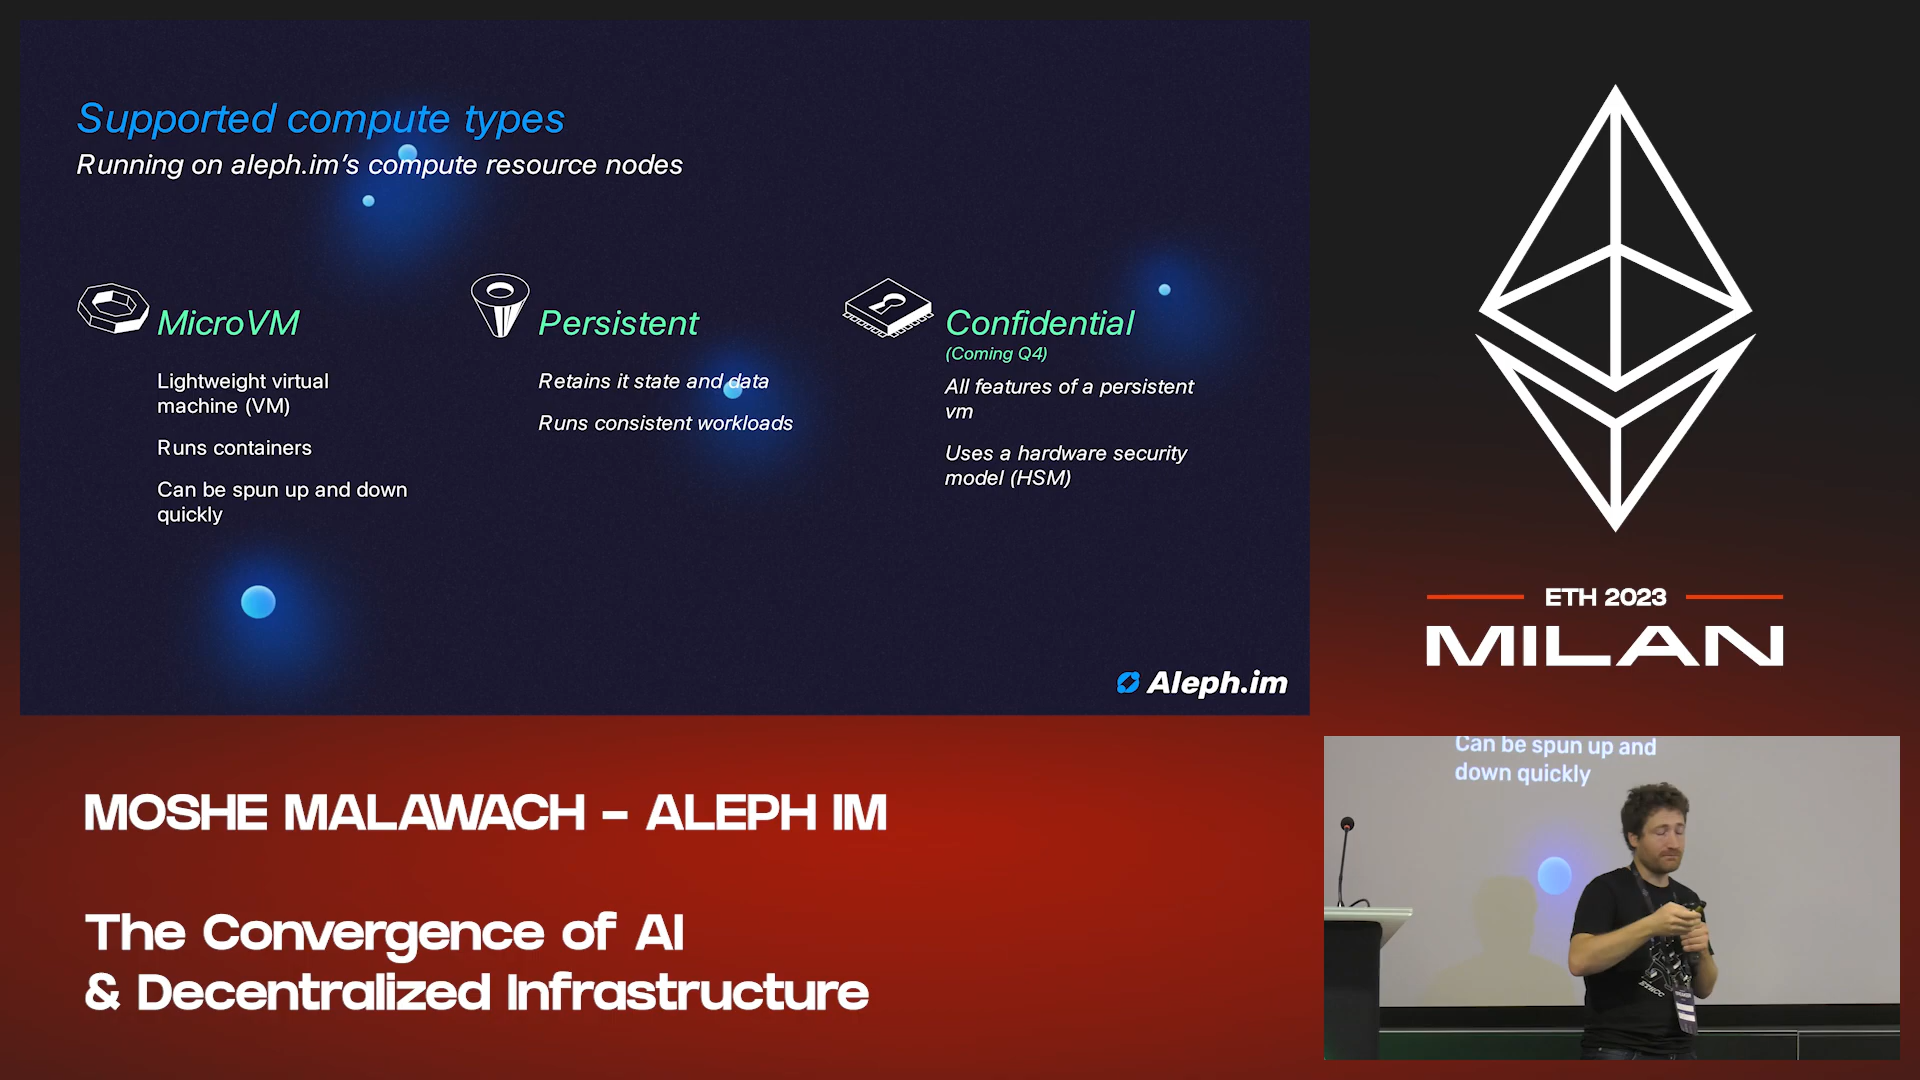 Supported compute types
Running on aleph.im's compute resource nodes
MicroVM
Lightweight virtual
machine (VM)
Runs containers
Can be spun up and down
quickly
Persistent
Retains it state and data
Runs consistent workloads
Confidential
(Coming Q4)
All features of a persistent
vm
Uses a hardware security
model (HSM)
Aleph.im
ETH 2023
MILAN
MOSHE MALAWACH – ALEPH IM
The Convergence of AI
& Decentralized Infrastructure
Can be spun up and
down quickly
ETHCC